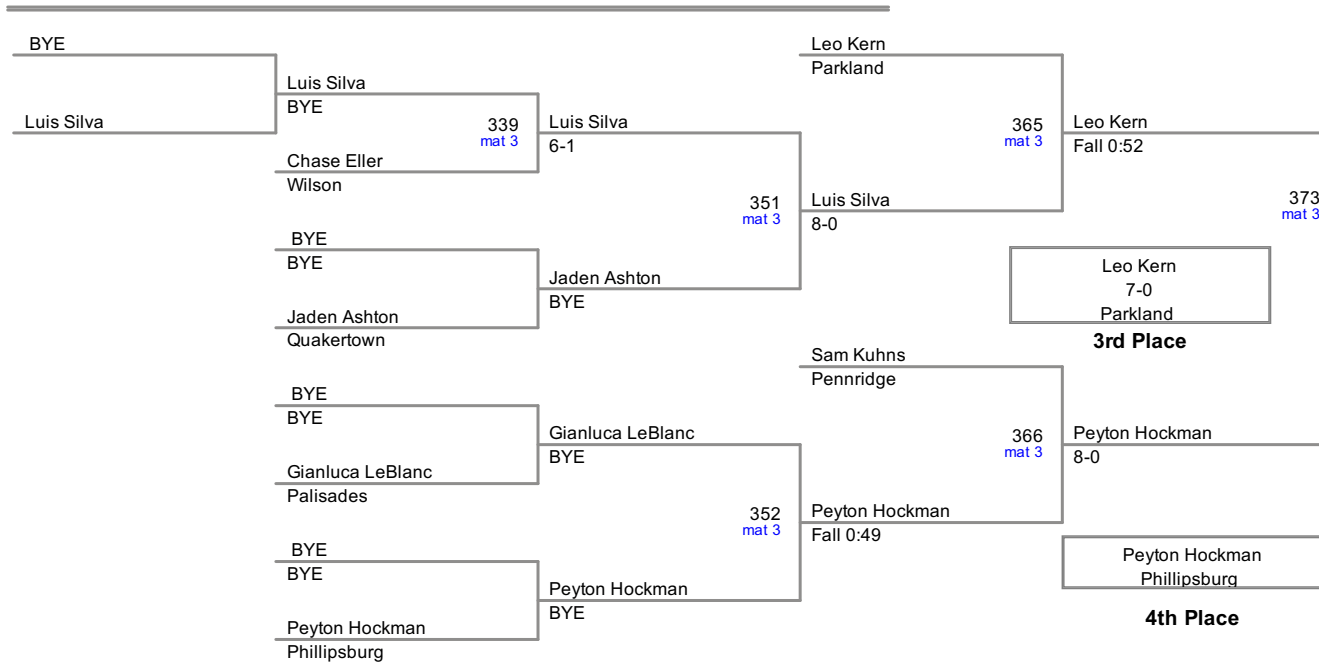 BYE
Luis Silva
Luis Silva
BYE
339
mat 3
Chase Eller
Wilson
BYE
BYE
Jaden Ashton
Quakertown
BYE
BYE
Gianluca LeBlanc
Palisades
BYE
BYE
Peyton Hockman
Phillipsburg
Luis Silva
6-1
351
mat 3
Jaden Ashton
BYE
Gianluca LeBlanc
BYE
352
mat 3
Peyton Hockman
BYE
Leo Kern
Parkland
365
mat 3
Luis Silva
8-0
Sam Kuhns
Pennridge
366
mat 3
Peyton Hockman
Fall 0:49
Leo Kern
Fall 0:52
373
mat 3
Leo Kern
7-0
Parkland
3rd Place
Peyton Hockman
8-0
Peyton Hockman
Phillipsburg
4th Place